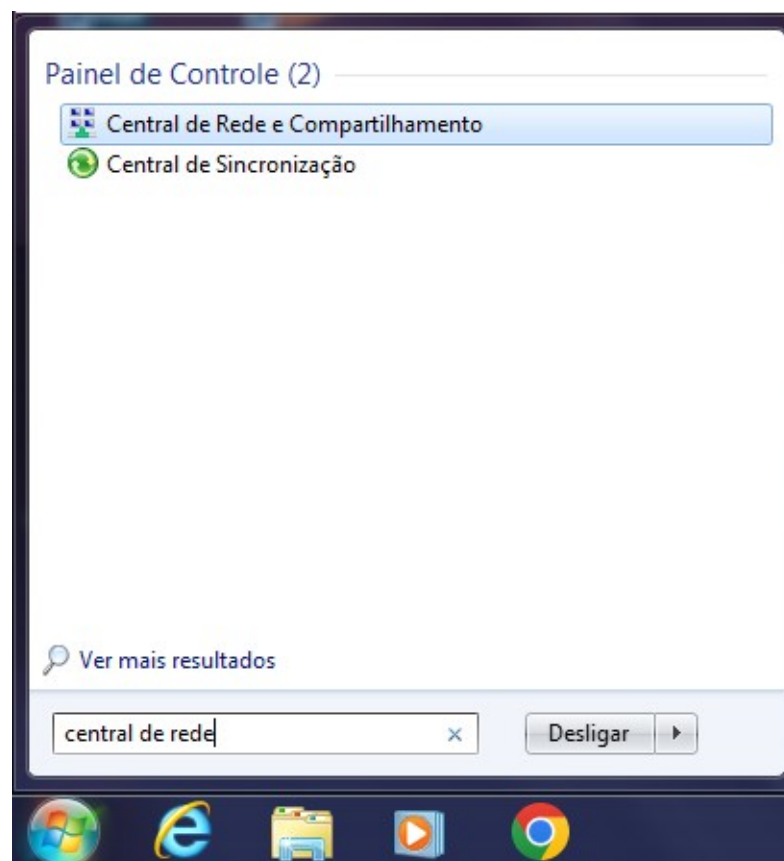 Painel de Controle (2)
Central de Rede e Compartilhamento
Central de Sincronização
Ver mais resultados
central de rede
Desligar